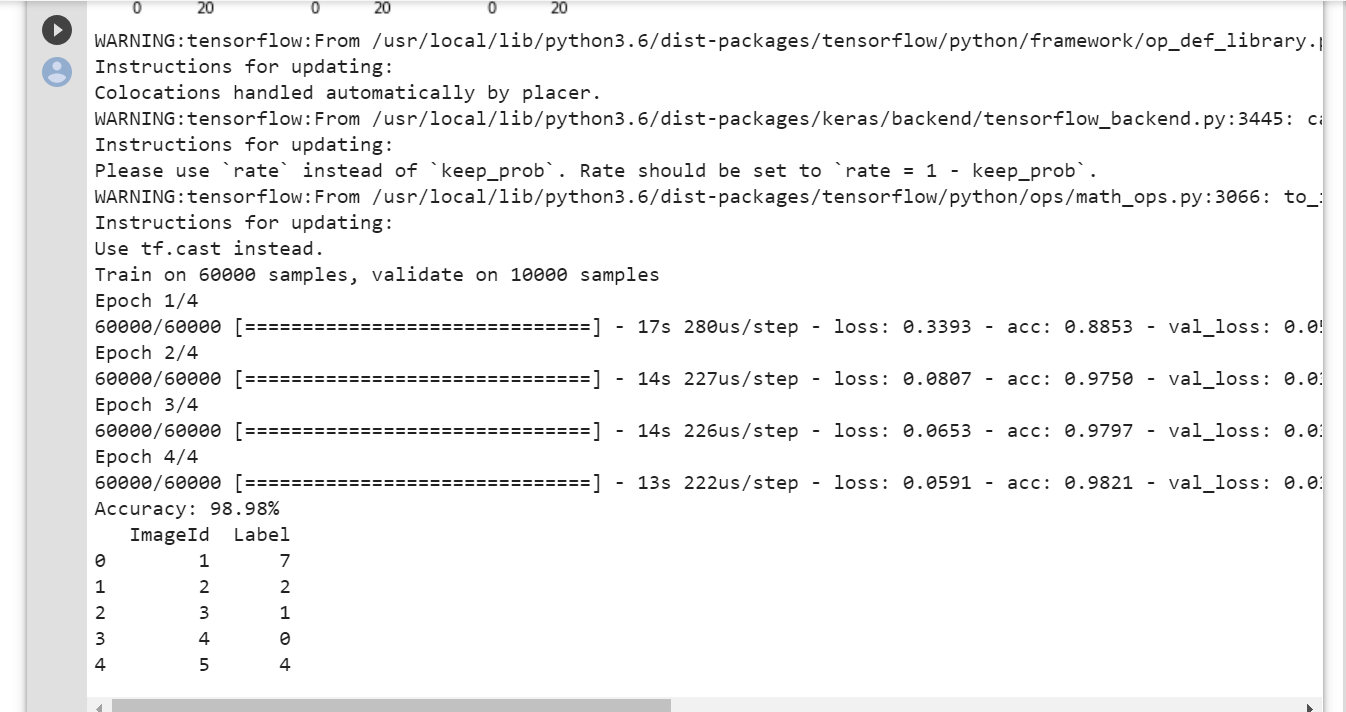 0 20 0 20 0 20
WARNING:tensorflow:From /usr/local/lib/python3.6/dist-packages/tensorflow/python/framework/op_def_library.
Instructions for updating:
Colocations handled automatically by placer.
WARNING:tensorflow:From /usr/local/lib/python3.6/dist-packages/keras/backend/tensorflow_backend.py:3445:
Instructions for updating:
Please use `rate` instead of `keep_prob`. Rate should be set to `rate = 1 - keep_prob`.
WARNING:tensorflow:From /usr/local/lib/python3.6/dist-packages/tensorflow/python/ops/math_ops.py:3066: to_
Instructions for updating:
Use tf.cast instead.
Train on 60000 samples, validate on 10000 samples
Epoch 1/4
60000/60000 [==============================] - 17s 280us/step - loss: 0.3393 - acc: 0.8853 - val_loss: 0.0
Epoch 2/4
60000/60000 [==============================] - 14s 227us/step - loss: 0.0807 - acc: 0.9750 - val_loss: 0.0
Epoch 3/4
60000/60000 [==============================] - 14s 226us/step - loss: 0.0653 - acc: 0.9797 - val_loss: 0.0
Epoch 4/4
60000/60000 [==============================] - 13s 222us/step - loss: 0.0591 - acc: 0.9821 - val_loss: 0.0
Accuracy: 98.98%
ImageId Label
0 1 7
1 2 2
2 3 1
3 4 0
4 5 4